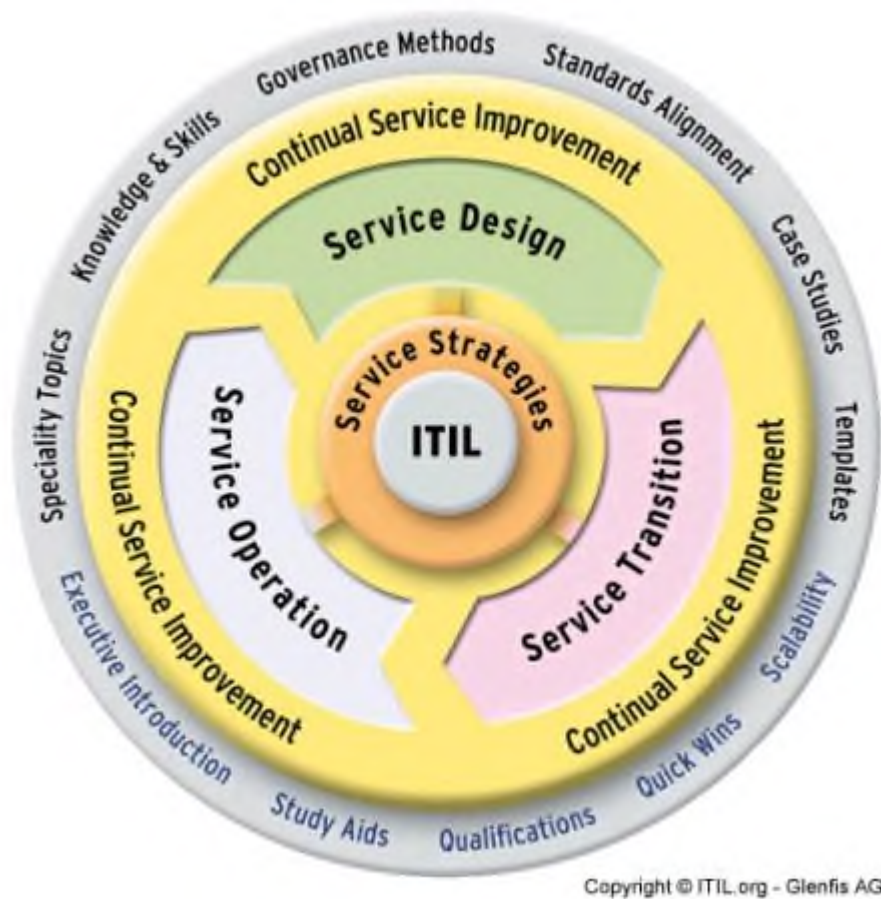 Governance Methods
Standards Alignment
Knowledge & Skills
Case Studies
Speciality Topics
Templates
Executive Introduction
Scalability
Study Aids
Qualifications
Quick Wins
Continual Service Improvement
Continual Service Improvement
Continual Service Improvement
Service Design
Service Transition
Service Operation
Service Strategies
ITIL
Copyright © ITIL.org - Glenfis AG